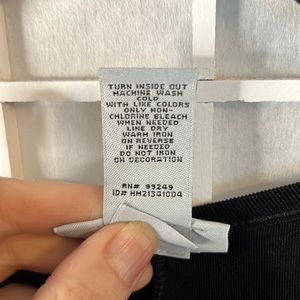 TURN INSIDE OUT
MACHINE WASH
COLD
WITH LIKE COLORS
ONLY NON-
CHLORINE BLEACH
WHEN NEEDED
LINE DRY
WARM IRON
ON REVERSE
IF NEEDED
DO NOT IRON
ON DECORATION
RN# 99249
ID# HH21341004